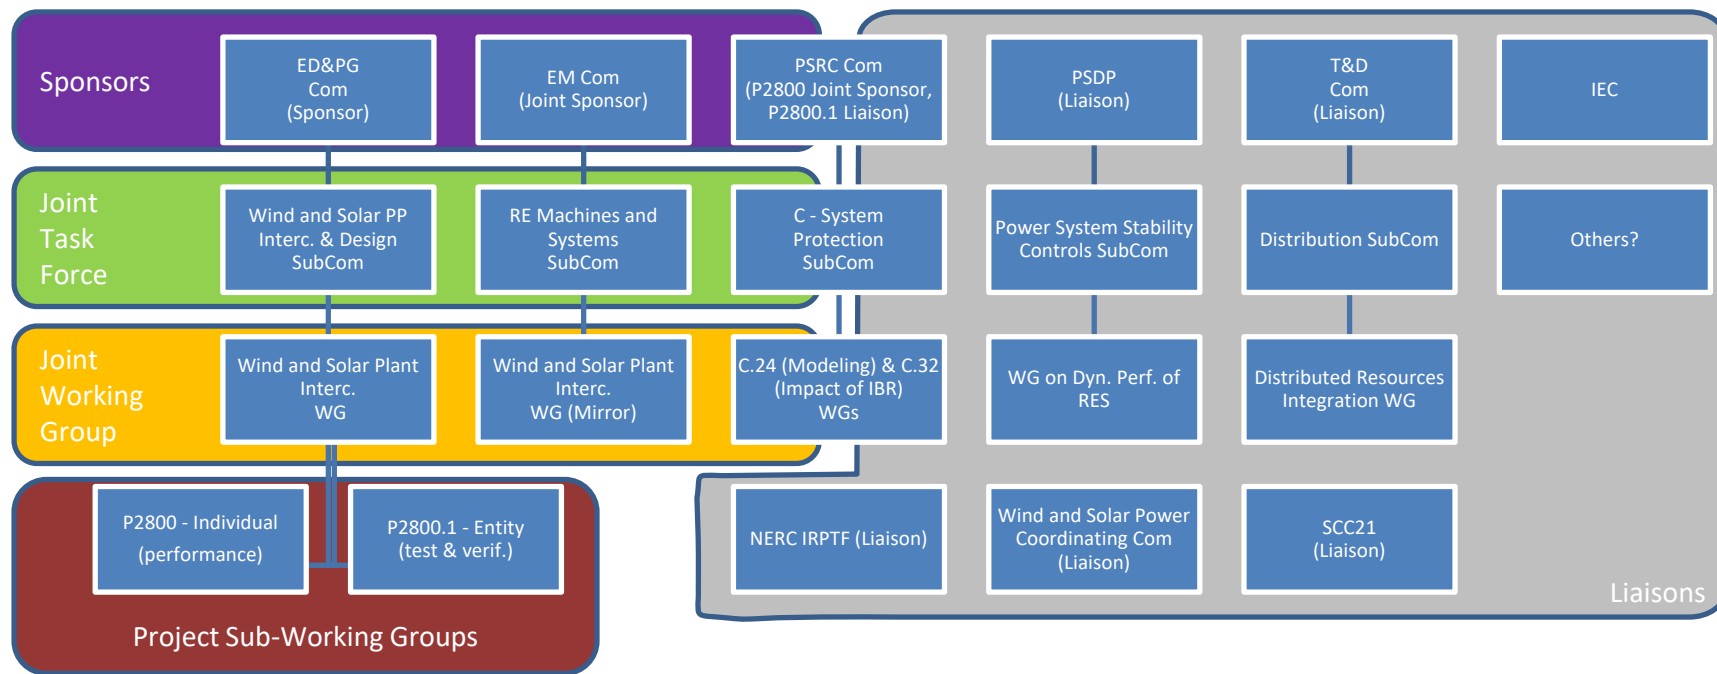 Sponsors
ED&PG
Com
(Sponsor)
EM Com
(Joint Sponsor)
PSRC Com
(P2800 Joint Sponsor,
P2800.1 Liaison)
PSDP
(Liaison)
T&D
Com
(Liaison)
IEC
Joint
Task
Force
Wind and Solar PP
Interc. & Design
SubCom
RE Machines and
Systems
SubCom
C - System
Protection
SubCom
Power System Stability
Controls SubCom
Distribution SubCom
Others?
Joint
Working
Group
Wind and Solar Plant
Interc.
WG
Wind and Solar Plant
Interc.
WG (Mirror)
C.24 (Modeling) & C.32
(Impact of IBR)
WGs
WG on Dyn. Perf. of
RES
Distributed Resources
Integration WG
P2800 - Individual
(performance)
P2800.1 - Entity
(test & verif.)
NERC IRPTF (Liaison)
Wind and Solar Power
Coordinating Com
(Liaison)
SCC21
(Liaison)
Liaisons
Project Sub-Working Groups